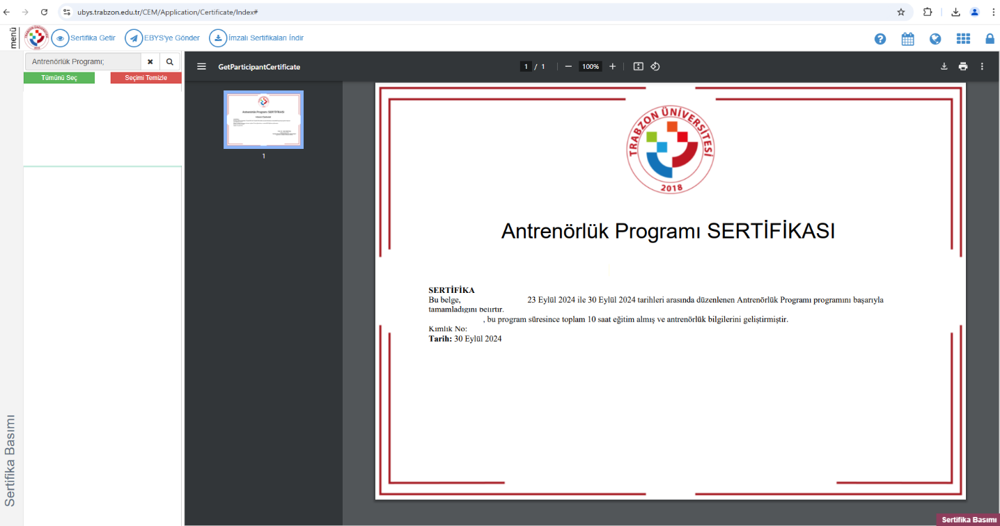 ubys.trabzon.edu.tr/CEM/Application/Certificate/Index#
menü
Sertifika Getir
EBYS'ye Gönder
İmzalı Sertifikaları İndir
Antrenörlük Programı;
Tümünü Seç
Seçimi Temizle
GetParticipantCertificate
1 / 1
100%
1
TRABZON ÜNİVERSİTESİ
2018
Antrenörlük Programı SERTİFİKASI
SERTİFİKA
Bu belge, 23 Eylül 2024 ile 30 Eylül 2024 tarihleri arasında düzenlenen Antrenörlük Programı programını başarıyla
tamamladığını belirtir.
, bu program süresince toplam 10 saat eğitim almış ve antrenörlük bilgilerini geliştirmiştir.
Kimlik No:
Tarih: 30 Eylül 2024
Sertifika Basımı
Sertifika Basımı